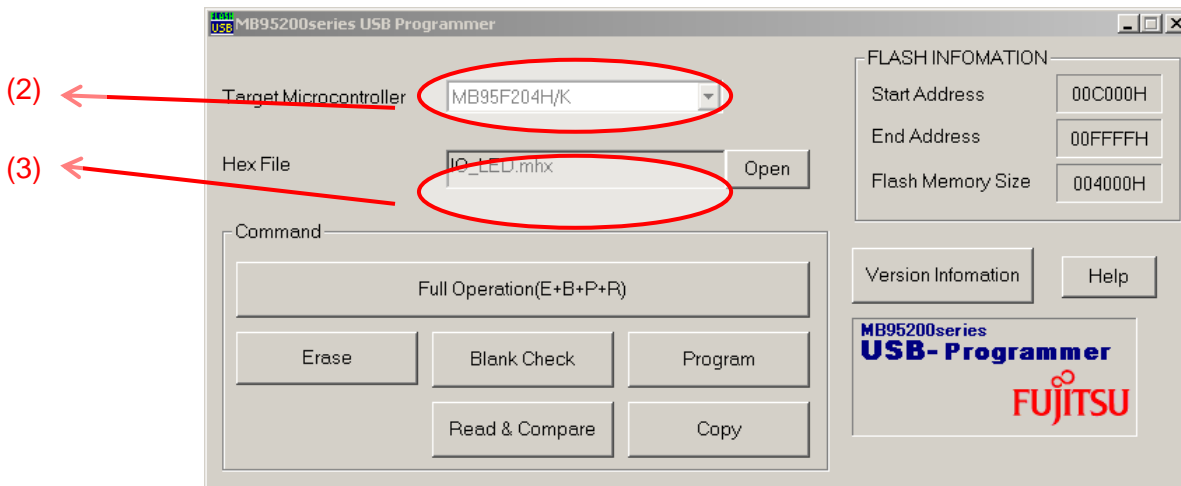 FLASH
USB
MB95200series USB Programmer
(2)
Target Microcontroller
MB95F204H/K
(3)
Hex File
IO_LED.mhx
Open
Command
Full Operation(E+B+P+R)
Erase
Blank Check
Program
Read & Compare
Copy
FLASH INFOMATION
Start Address
00C000H
End Address
00FFFFH
Flash Memory Size
004000H
Version Infomation
Help
MB95200series
USB-Programmer
FUJITSU